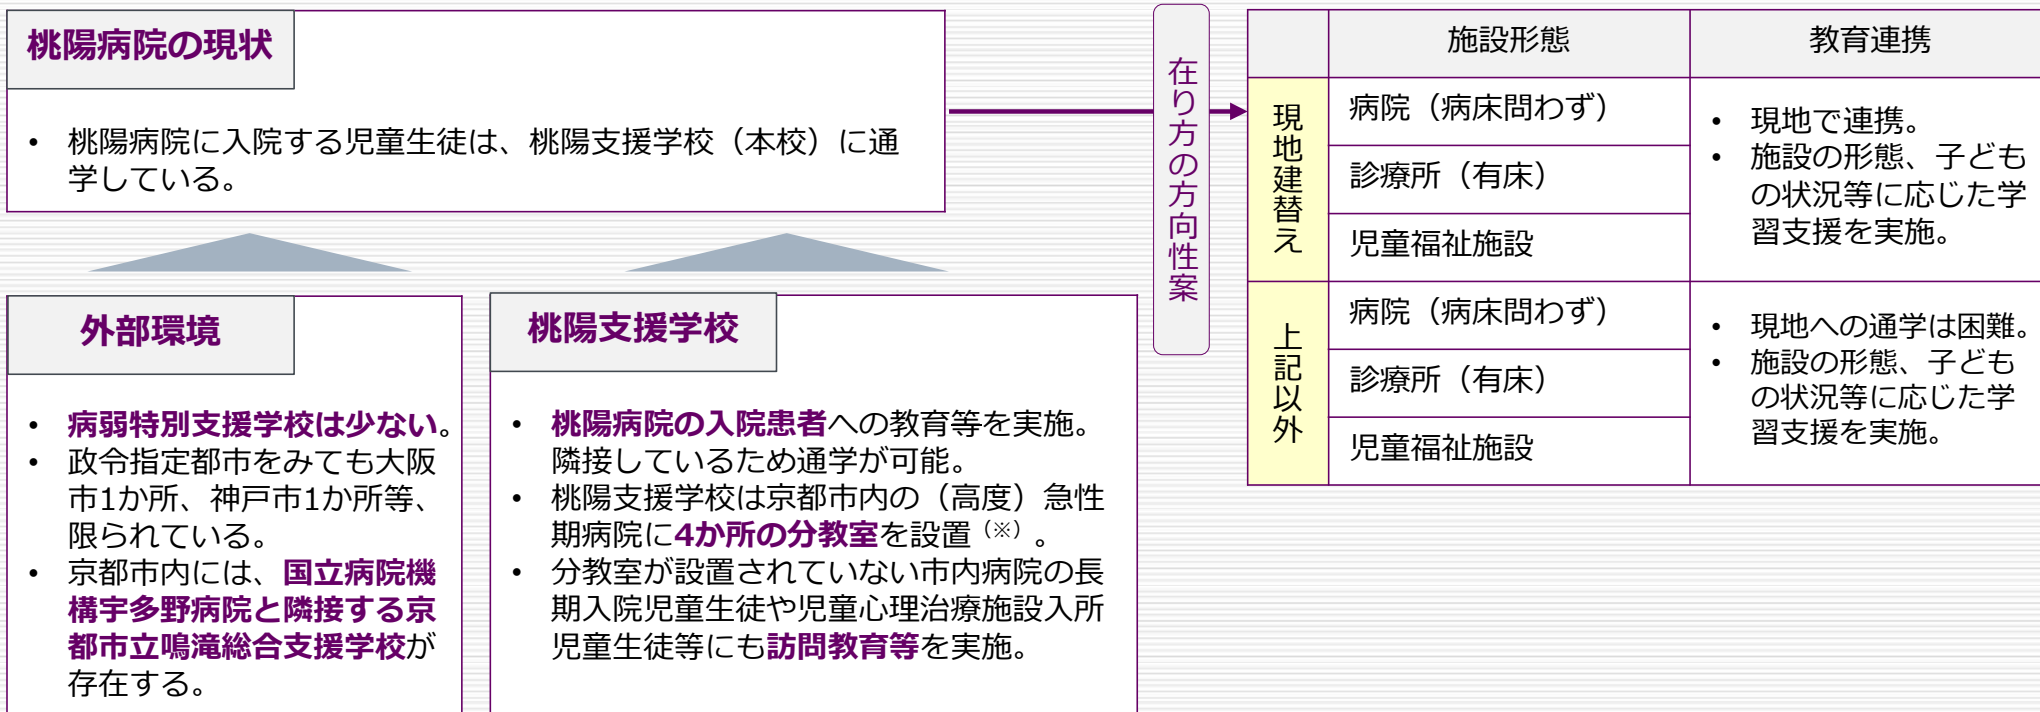 桃陽病院の現状
• 桃陽病院に入院する児童生徒は、桃陽支援学校（本校）に通
学している。
外部環境
• 病弱特別支援学校は少ない。
• 政令指定都市をみても大阪
市1か所、神戸市1か所等、
限られている。
• 京都市内には、国立病院機
構宇多野病院と隣接する京
都市立鳴滝総合支援学校が
存在する。
桃陽支援学校
• 桃陽病院の入院患者への教育等を実施。
隣接しているため通学が可能。
• 桃陽支援学校は京都市内の（高度）急性
期病院に4か所の分教室を設置（※）。
• 分教室が設置されていない市内病院の長
期入院児童生徒や児童心理治療施設入所
児童生徒等にも訪問教育等を実施。
在り方の方向性案
施設形態
教育連携
現地建替え
病院（病床問わず）
診療所（有床）
児童福祉施設
• 現地で連携。
• 施設の形態、子ども
の状況等に応じた学
習支援を実施。
上記以外
病院（病床問わず）
診療所（有床）
児童福祉施設
• 現地への通学は困難。
• 施設の形態、子ども
の状況等に応じた学
習支援を実施。